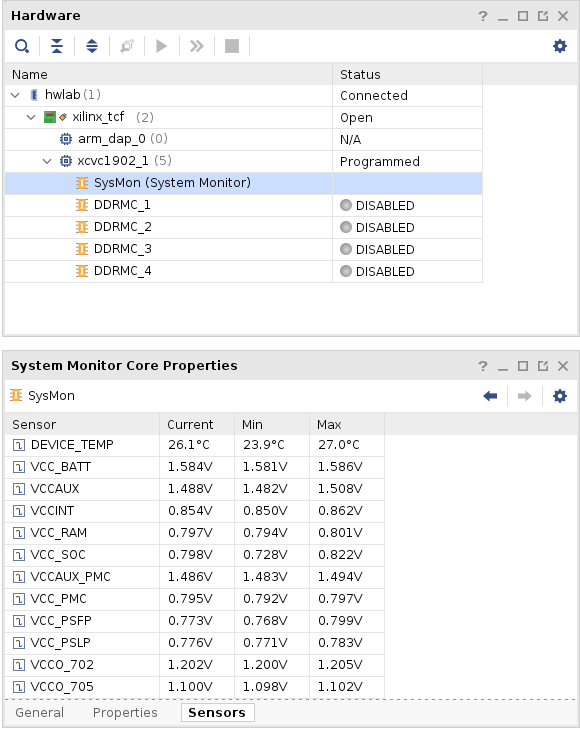 Hardware
Name Status
hwlab (1) Connected
xilinx_tcf (2) Open
arm_dap_0 (0) N/A
xcvc1902_1 (5) Programmed
SysMon (System Monitor)
DDRMC_1 DISABLED
DDRMC_2 DISABLED
DDRMC_3 DISABLED
DDRMC_4 DISABLED
System Monitor Core Properties
SysMon
Sensor Current Min Max
DEVICE_TEMP 26.1°C 23.9°C 27.0°C
VCC_BATT 1.584V 1.581V 1.586V
VCCAUX 1.488V 1.482V 1.508V
VCCINT 0.854V 0.850V 0.862V
VCC_RAM 0.797V 0.794V 0.801V
VCC_SOC 0.798V 0.728V 0.822V
VCCAUX_PMC 1.486V 1.483V 1.494V
VCC_PMC 0.795V 0.792V 0.797V
VCC_PSFP 0.773V 0.768V 0.799V
VCC_PSLP 0.776V 0.771V 0.783V
VCCO_702 1.202V 1.200V 1.205V
VCCO_705 1.100V 1.098V 1.102V
General Properties Sensors